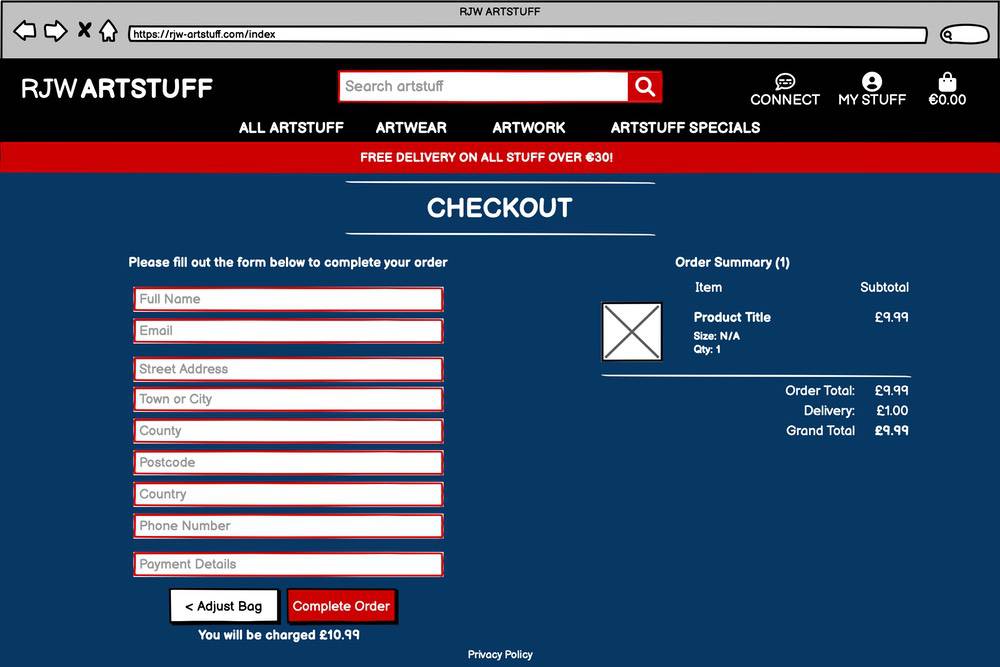 RJW ARTSTUFF
https://rjw-artstuff.com/index
RJW ARTSTUFF
Search artstuff
CONNECT
MY STUFF
€0.00
ALL ARTSTUFF ARTWEAR ARTWORK ARTSTUFF SPECIALS
FREE DELIVERY ON ALL STUFF OVER €30!
CHECKOUT
Please fill out the form below to complete your order
Full Name
Email
Street Address
Town or City
County
Postcode
Country
Phone Number
Payment Details
< Adjust Bag
Complete Order
You will be charged £10.99
Order Summary (1)
Item Subtotal
Product Title £9.99
Size: N/A
Qty: 1
Order Total: £9.99
Delivery: £1.00
Grand Total £9.99
Privacy Policy